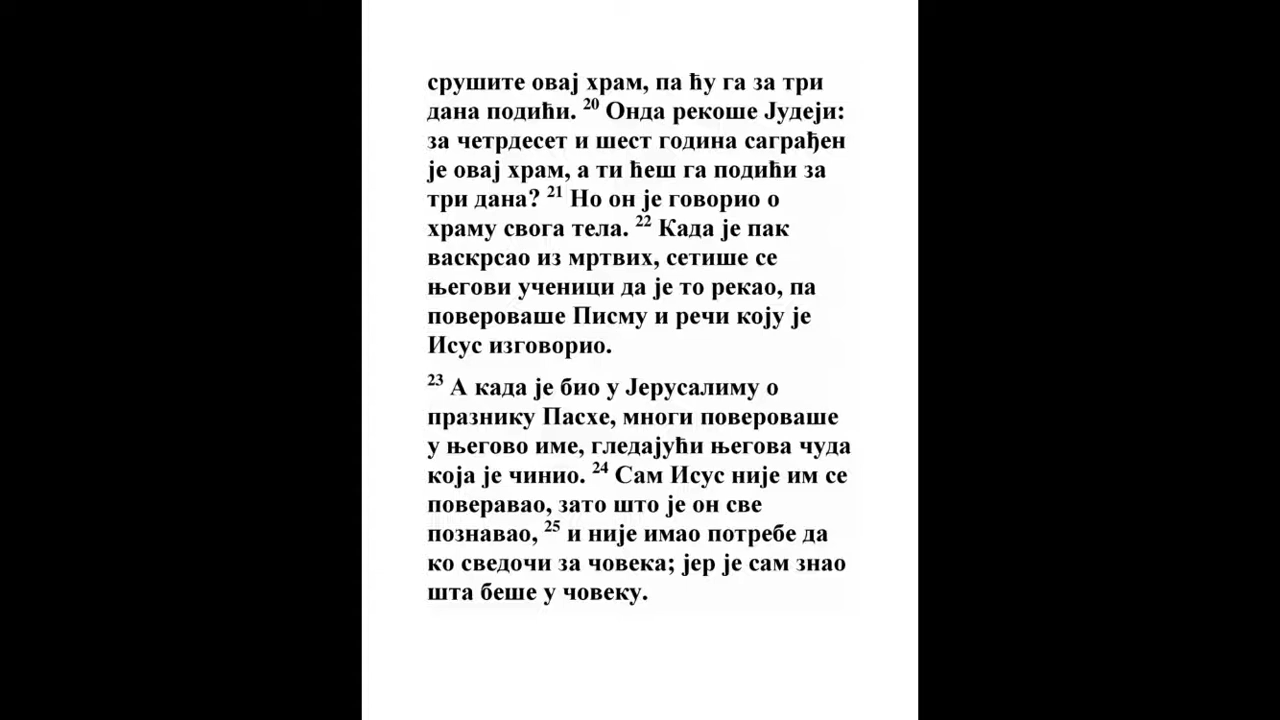 срушите овај храм, па ћу га за три
дана подићи. 20 Онда рекоше Јудеји:
за четрдесет и шест година саграђен
је овај храм, а ти ћеш га подићи за
три дана? 21 Но он је говорио о
храму свога тела. 22 Када је пак
васкрсао из мртвих, сетише се
његови ученици да је то рекао, па
повероваше Писму и речи коју је
Исус изговорио.
23 А када је био у Јерусалиму о
празнику Пасхе, многи повероваше
у његово име, гледајући његова чуда
која је чинио. 24 Сам Исус није им се
поверавао, зато што је он све
познавао, 25 и није имао потребе да
ко сведочи за човека; јер је сам знао
шта беше у човеку.